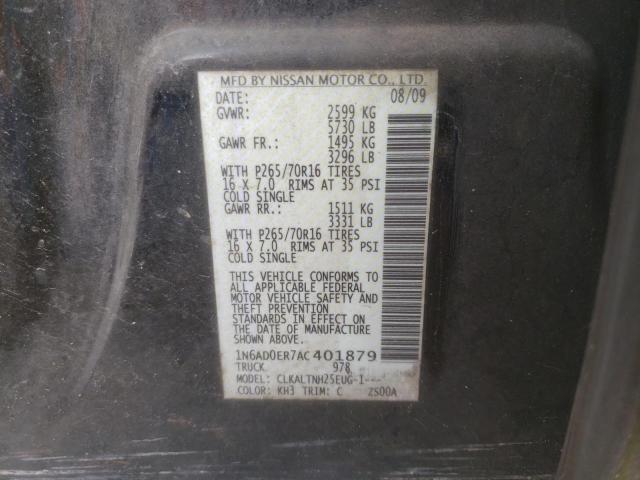 MFD BY NISSAN MOTOR CO., LTD.
DATE: 08/09
GVWR: 2599 KG
5730 LB
GAWR FR.: 1495 KG
3296 LB
WITH P265/70R16 TIRES
16 X 7.0 RIMS AT 35 PSI
COLD SINGLE
GAWR RR.: 1511 KG
3331 LB
WITH P265/70R16 TIRES
16 X 7.0 RIMS AT 35 PSI
COLD SINGLE
THIS VEHICLE CONFORMS TO
ALL APPLICABLE FEDERAL
MOTOR VEHICLE SAFETY AND
THEFT PREVENTION
STANDARDS IN EFFECT ON
THE DATE OF MANUFACTURE.
1N6AD0ER7AC401879
TRUCK 978
MODEL: CLKALTNH25EUG-I---
COLOR: KH3 TRIM: C ZS00A